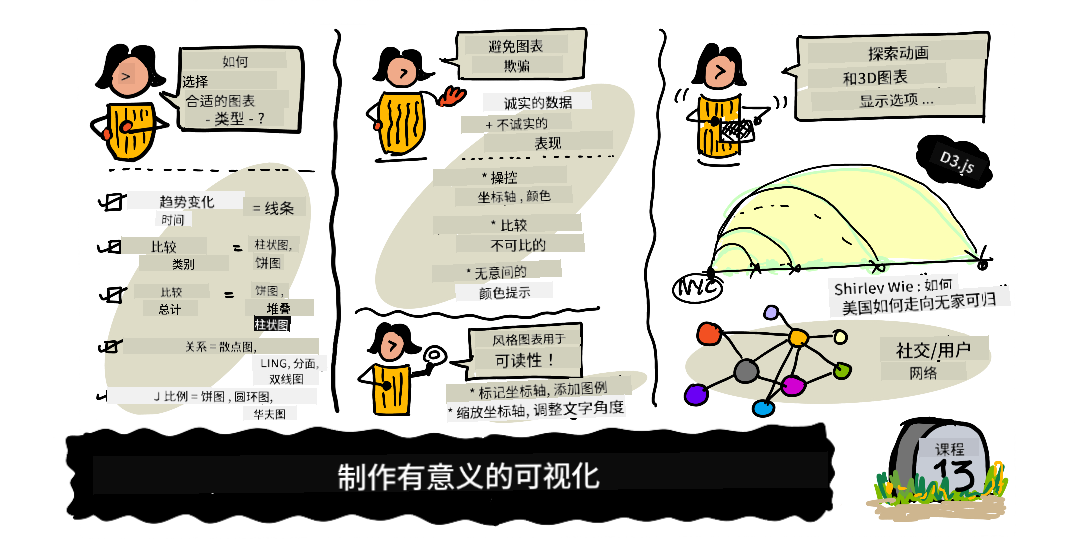 如何
选择
合适的图表
- 类型 - ?
趋势变化
时间
= 线条
比较
类别
=
柱状图,
饼图
比较
总计
=
饼图,
堆叠
柱状图
关系 = 散点图,
LING, 分面,
双线图
J 比例 = 饼图 , 圆环图,
华夫图
避免图表
欺骗
诚实的数据
+ 不诚实的
表现
* 操控
坐标轴 , 颜色
* 比较
不可比的
* 无意间的
颜色提示
风格图表用于
可读性！
* 标记坐标轴, 添加图例
* 缩放坐标轴, 调整文字角度
探索动画
和3D图表
显示选项 ...
D3.js
NYC
Shirley Wie : 如何
美国如何走向无家可归
社交/用户
网络
制作有意义的可视化
课程
13